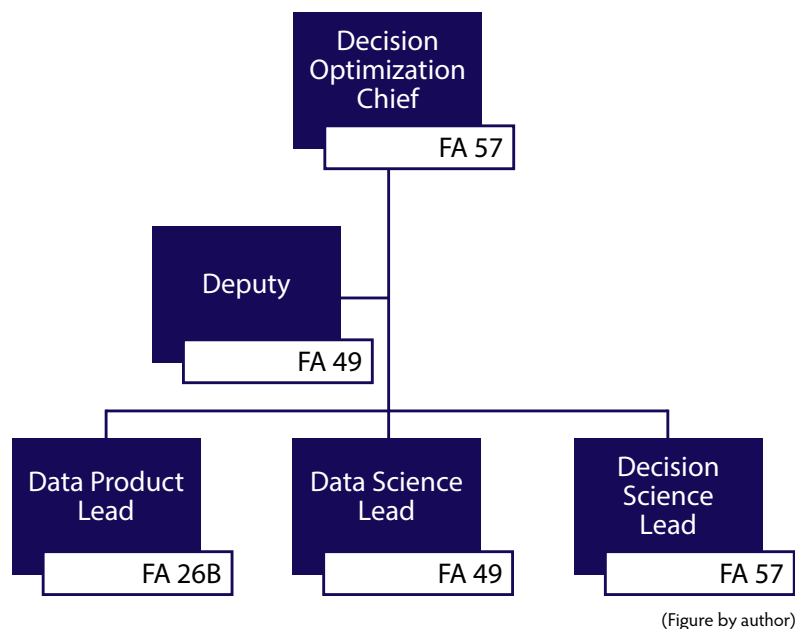 Decision
Optimization
Chief
FA 57
Deputy
FA 49
Data Product
Lead
FA 26B
Data Science
Lead
FA 49
Decision
Science
Lead
FA 57
(Figure by author)